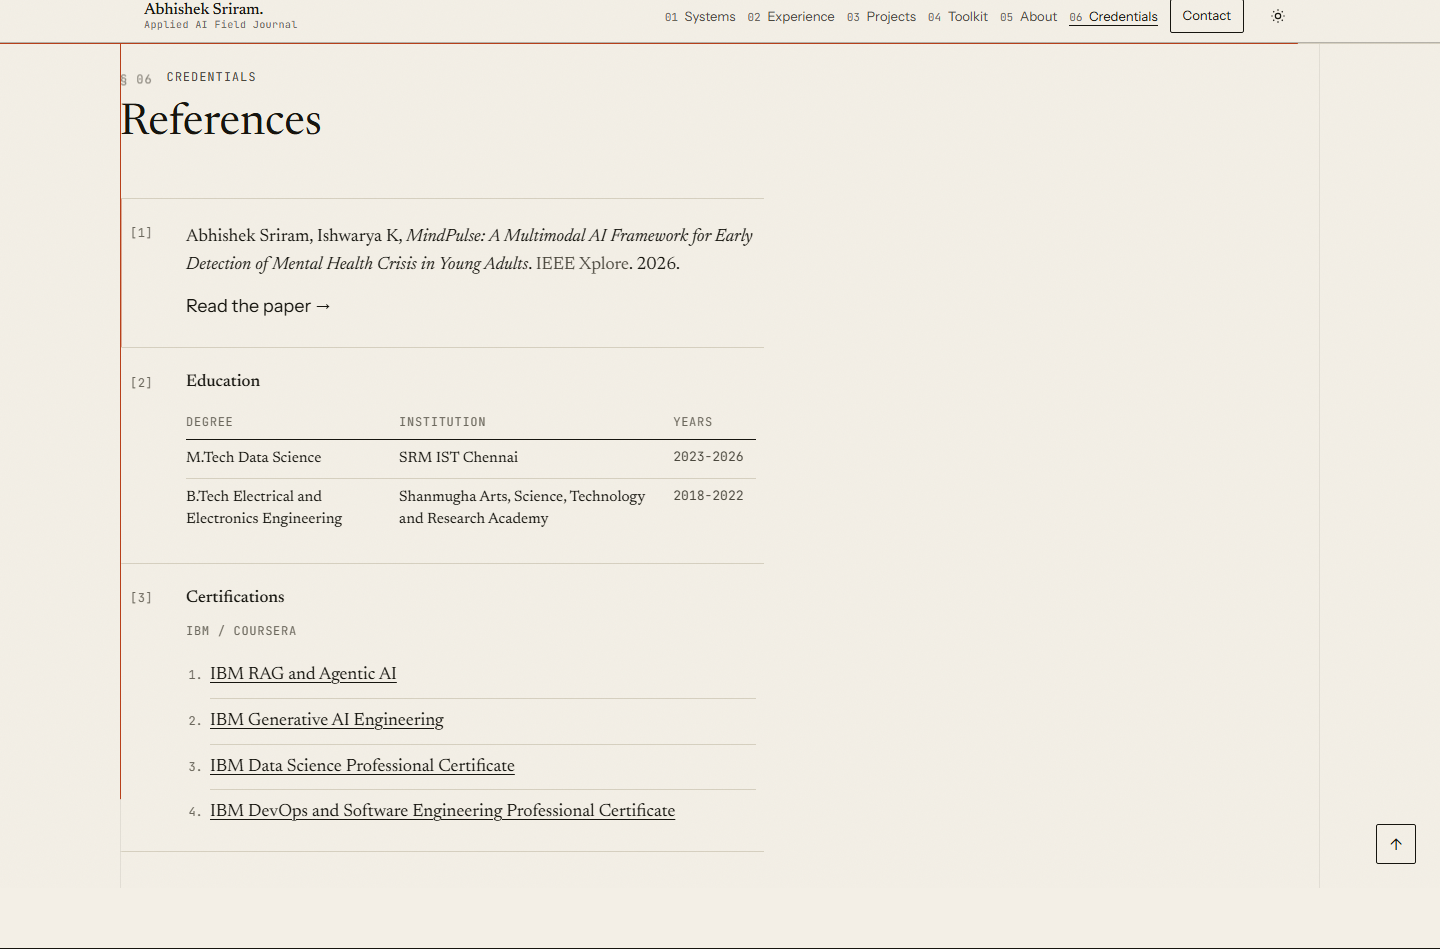 Abhishek Sriram.
Applied AI Field Journal
01 Systems 02 Experience 03 Projects 04 Toolkit 05 About 06 Credentials Contact
§ 06 CREDENTIALS
References
[1] Abhishek Sriram, Ishwarya K, MindPulse: A Multimodal AI Framework for Early
Detection of Mental Health Crisis in Young Adults. IEEE Xplore. 2026.
Read the paper →
[2] Education
DEGREE INSTITUTION YEARS
M.Tech Data Science SRM IST Chennai 2023-2026
B.Tech Electrical and Shanmugha Arts, Science, Technology 2018-2022
Electronics Engineering and Research Academy
[3] Certifications
IBM / COURSERA
1. IBM RAG and Agentic AI
2. IBM Generative AI Engineering
3. IBM Data Science Professional Certificate
4. IBM DevOps and Software Engineering Professional Certificate
↑